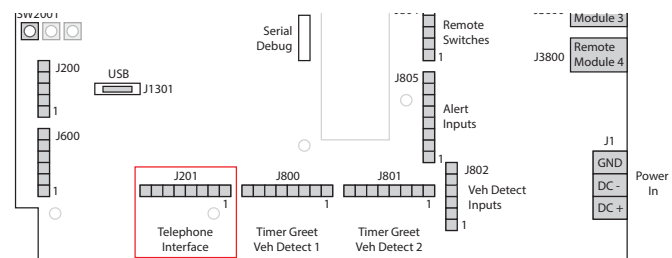 SW2001
Serial
Debug
Remote
Switches
1
Module 3
J3800
Remote
Module 4
J200
1
USB
J1301
J805
Alert
Inputs
1
J600
1
J1
GND
DC -
DC +
Power
In
J201
1
Telephone
Interface
J800
1
Timer Greet
Veh Detect 1
J801
1
Timer Greet
Veh Detect 2
J802
Veh Detect
Inputs
1